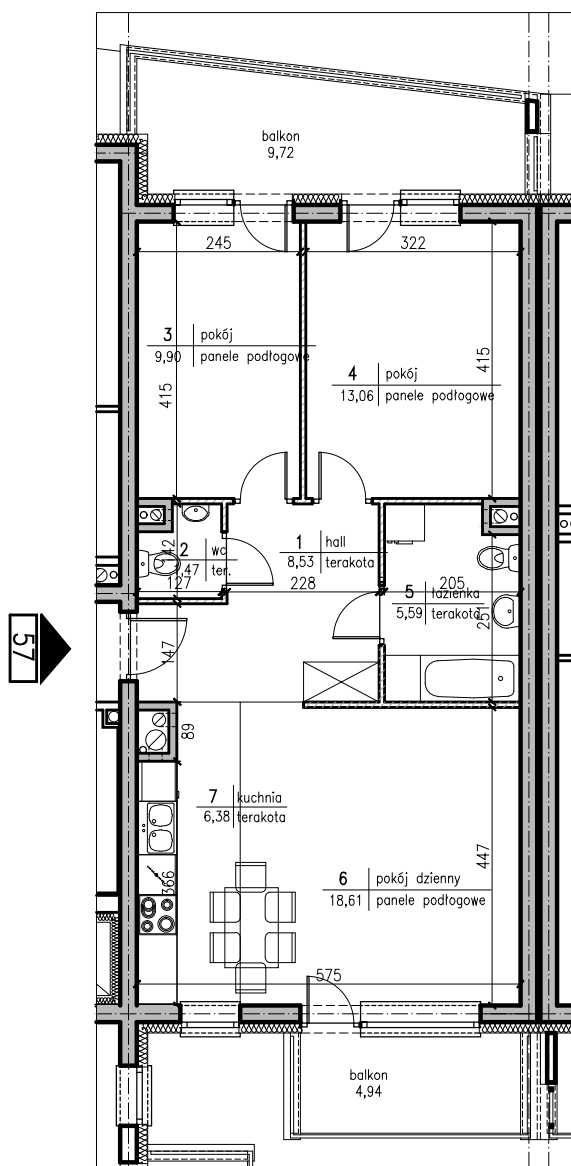 balkon
9,72
245
322
3 pokój
9,90 panele podłogowe
415
415
4 pokój
13,06 panele podłogowe
2 wc
ter.
127
1 hall
8,53 terakota
228
205
5 łazienka
5,59 terakota
251
57
147
89
7 kuchnia
6,38 terakota
366
447
6 pokój dzienny
18,61 panele podłogowe
575
balkon
4,94